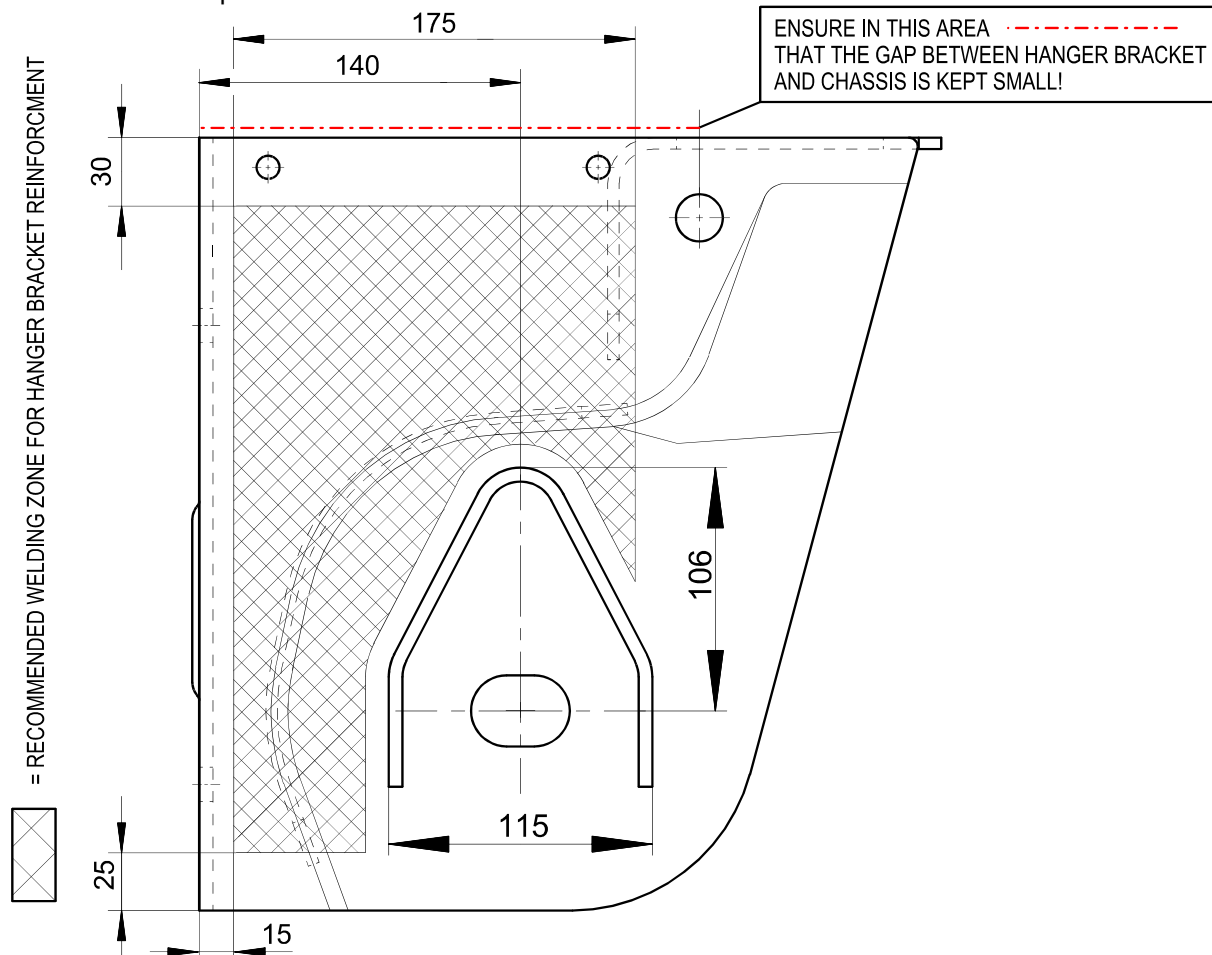 175
ENSURE IN THIS AREA
THAT THE GAP BETWEEN HANGER BRACKET
AND CHASSIS IS KEPT SMALL!
140
30
= RECOMMENDED WELDING ZONE FOR HANGER BRACKET REINFORCMENT
106
115
25
15